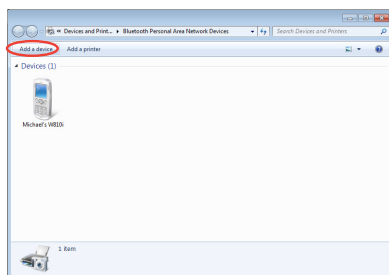 « Devices and Print... ▸ Bluetooth Personal Area Network Devices
Search Devices and Printers
Add a device Add a printer
Devices (1)
Michael's W810i
1 item